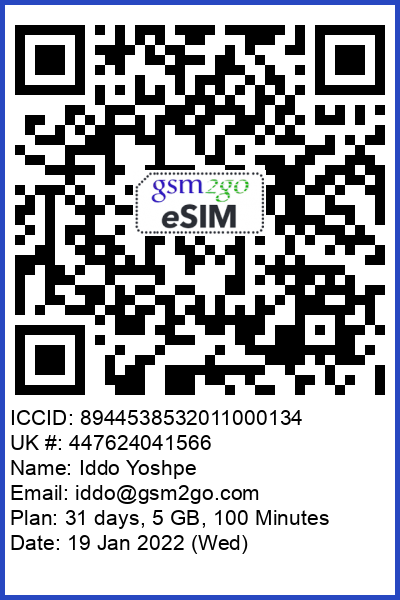 gsm2go
eSIM
ICCID: 8944538532011000134
UK #: 447624041566
Name: Iddo Yoshpe
Email: iddo@gsm2go.com
Plan: 31 days, 5 GB, 100 Minutes
Date: 19 Jan 2022 (Wed)